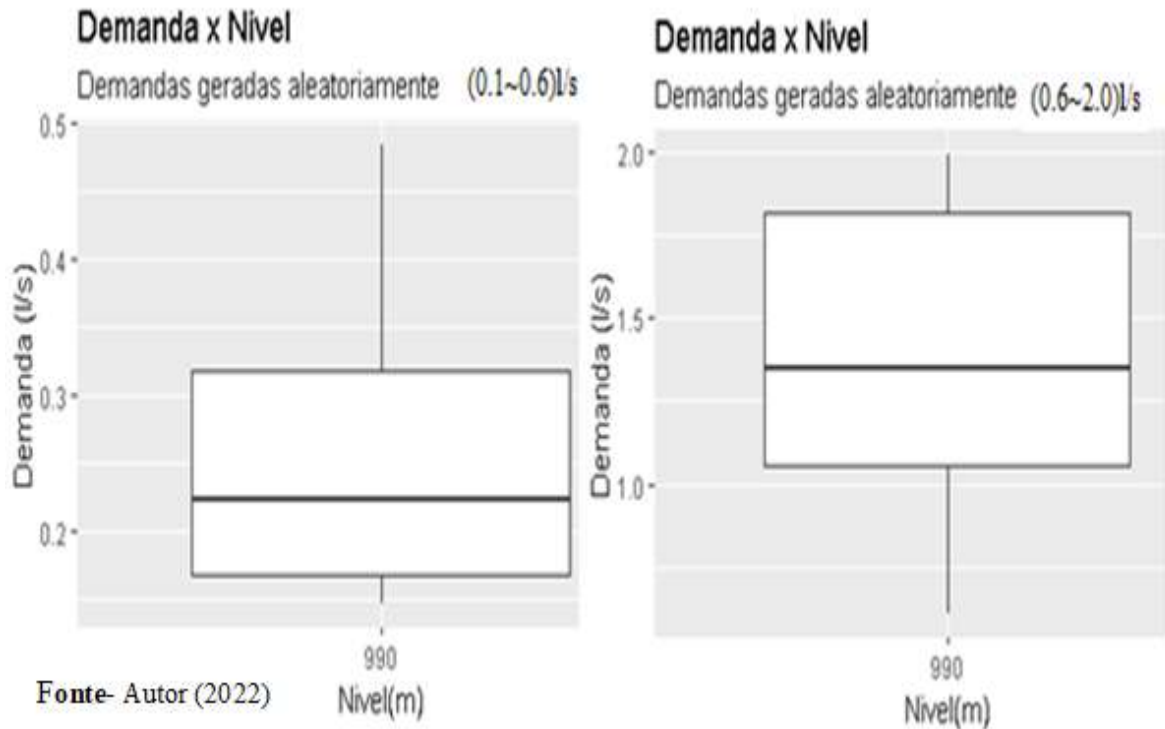 Demanda x Nivel
Demandas geradas aleatoriamente (0.1~0.6)l/s
0.5
0.4
0.3
0.2
Demanda (l/s)
990
Nivel(m)
Fonte- Autor (2022)
Demanda x Nivel
Demandas geradas aleatoriamente (0.6~2.0)l/s
2.0
1.5
1.0
Demanda (l/s)
990
Nivel(m)